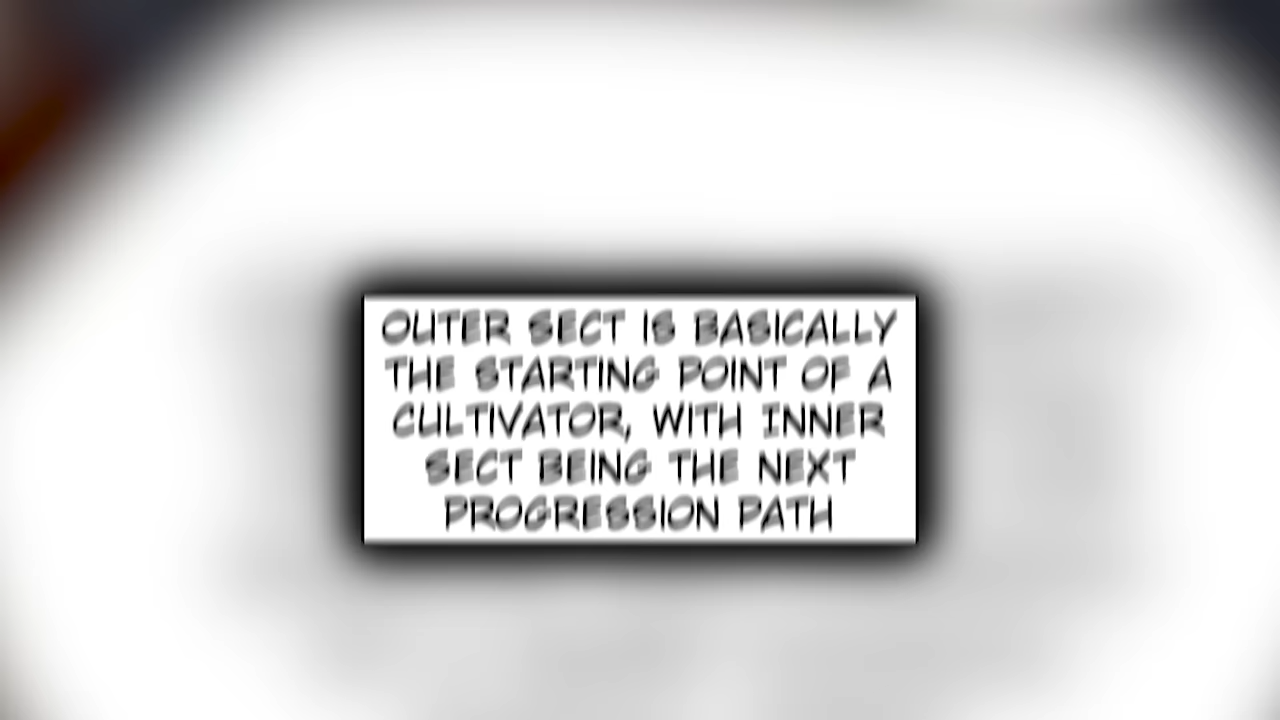 OUTER SECT IS BASICALLY
THE STARTING POINT OF A
CULTIVATOR, WITH INNER
SECT BEING THE NEXT
PROGRESSION PATH